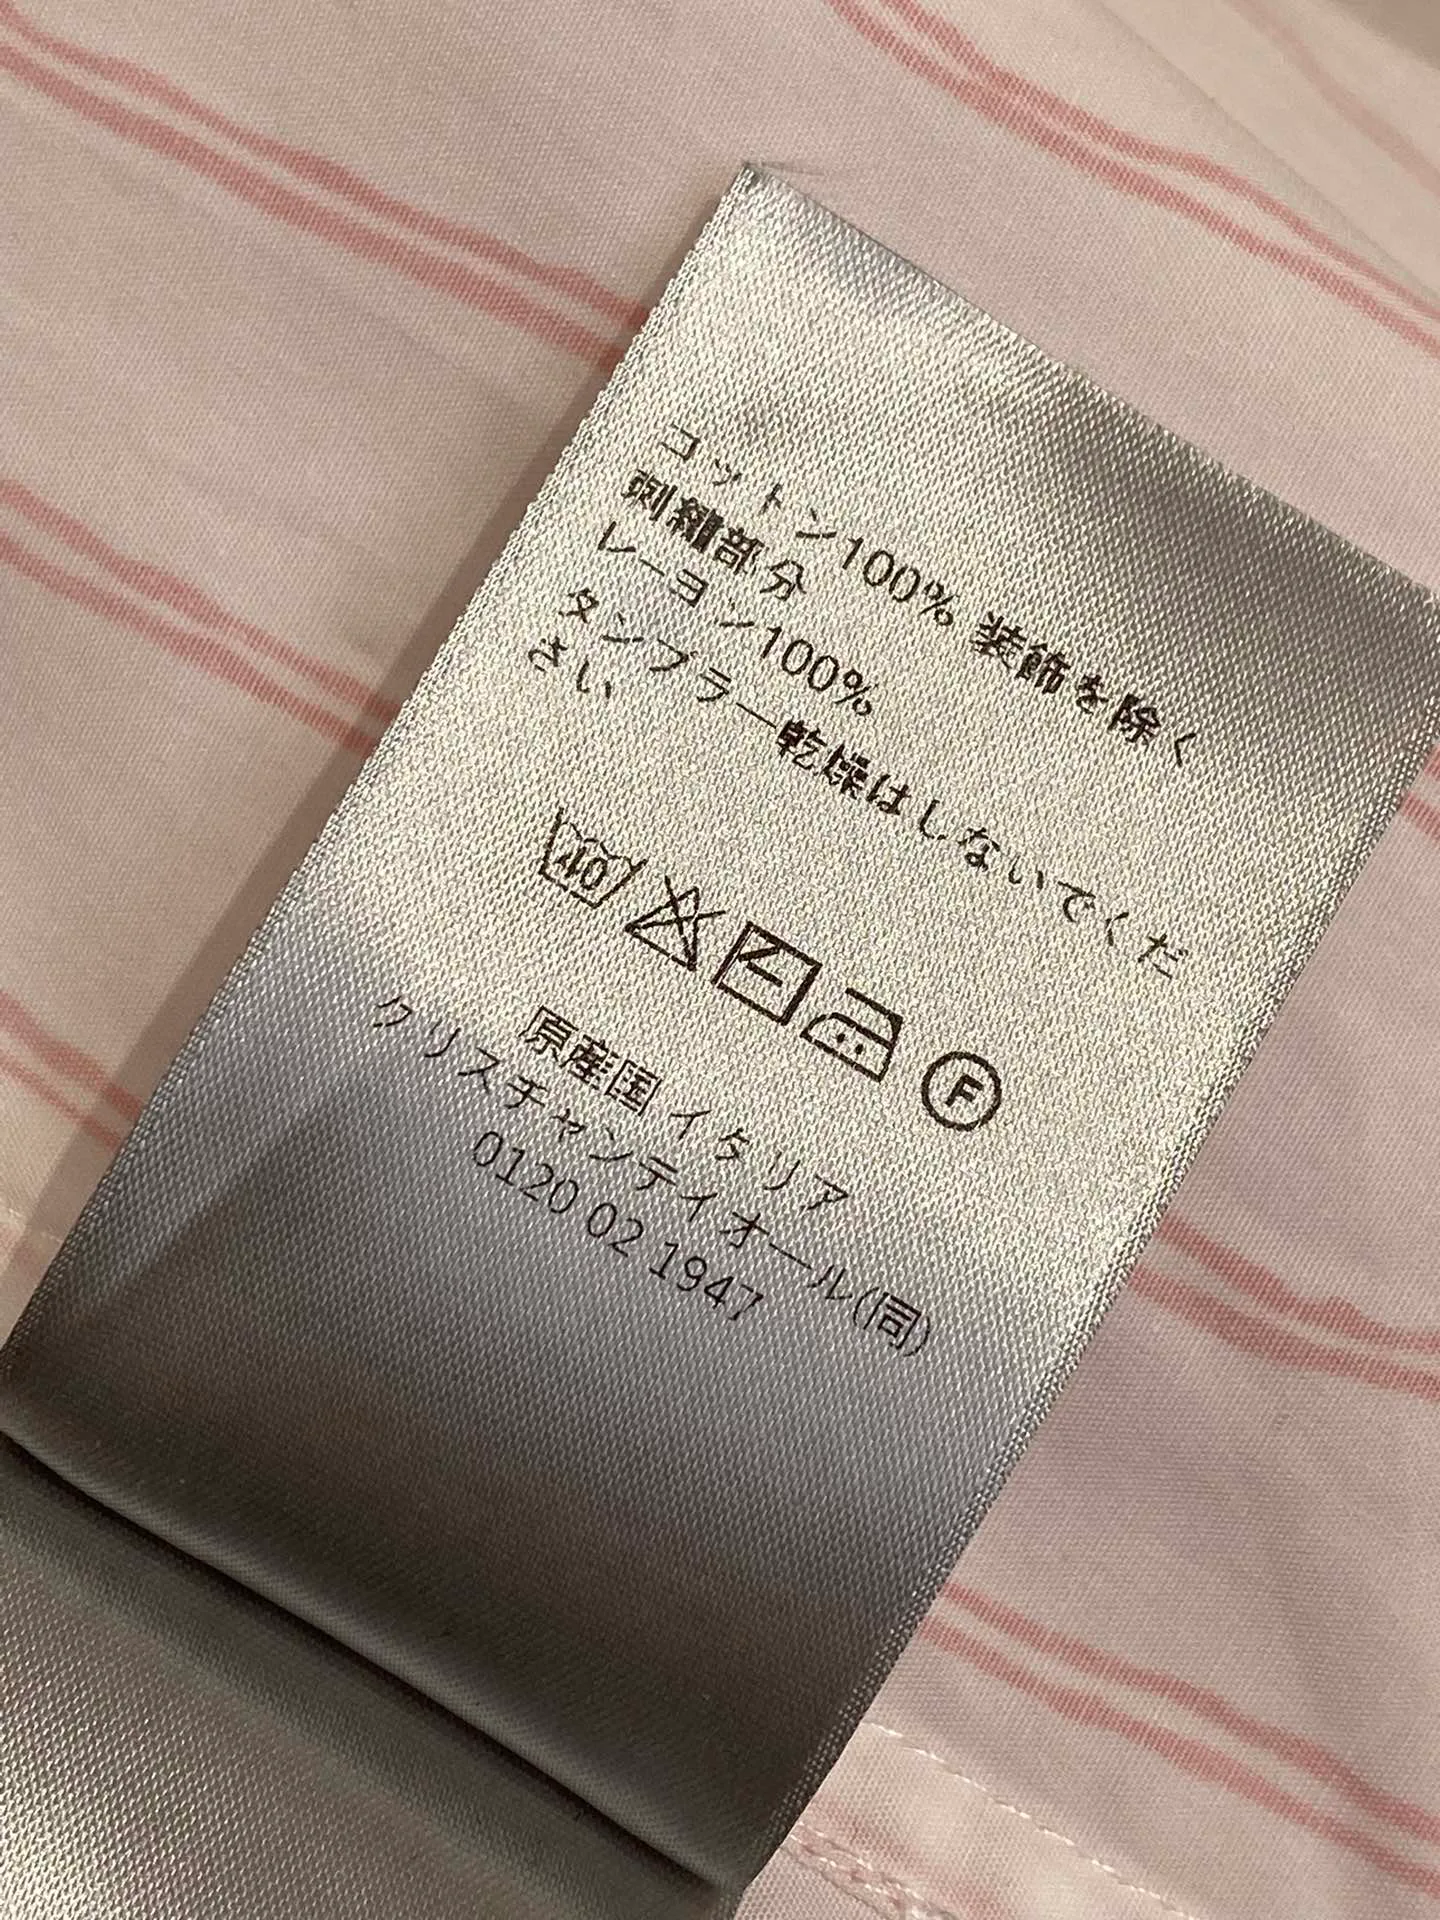 コットン100% 装飾を除く
刺繍部分
レーヨン100%
タンブラー乾燥はしないでくだ
さい
40
F
原産国 イタリア
クリスチャンディオール(同)
0120 02 1947